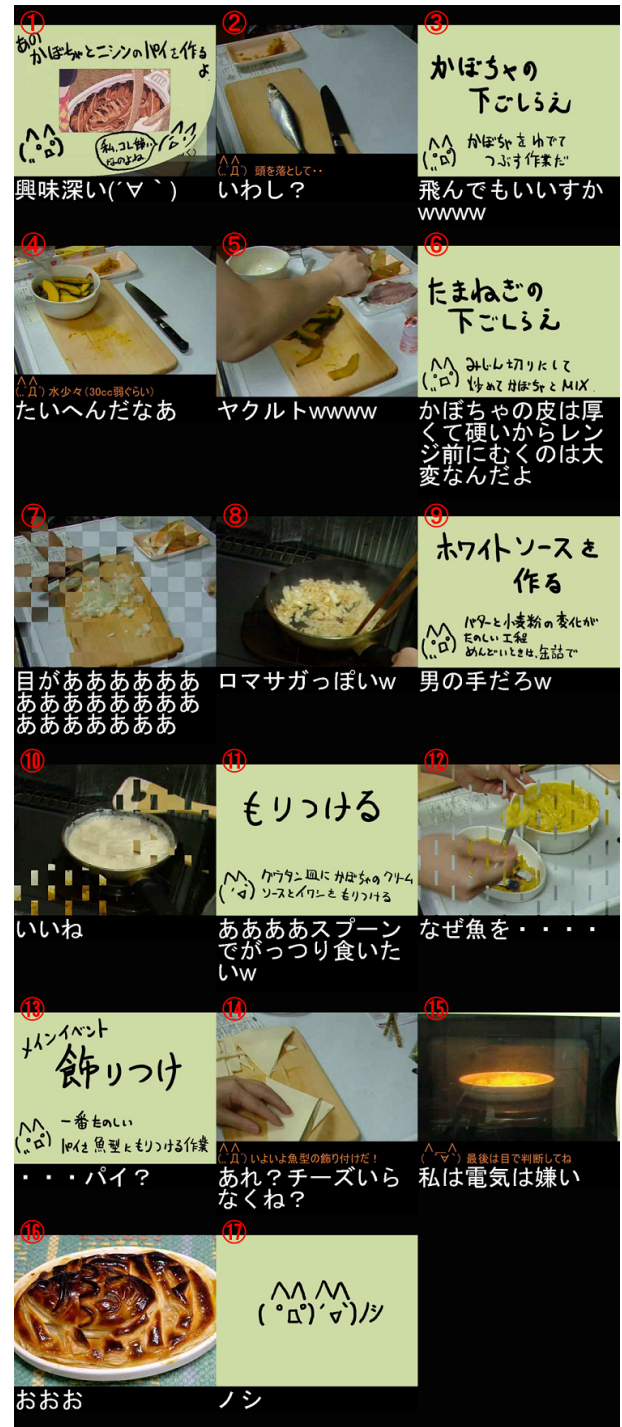 ①
あの
かぼちゃとニシンのパイを作る
よ
私、コレ嫌い
なのよね
興味深い(´∀｀)
②
(;.´Д`) 頭を落として・・
いわし？
③
かぼちゃの
下ごしらえ
かぼちゃをゆでて
つぶす作業だ
飛んでもいいすか
wwww
④
(;.´Д`) 水少々(30cc弱ぐらい)
たいへんだなあ
⑤
ヤクルトwwww
⑥
たまねぎの
下ごしらえ
みじん切りにして
炒めてかぼちゃとMIX
かぼちゃの皮は厚
くて硬いからレン
ジ前にむくのは大
変なんだよ
⑦
目がああああああ
ああああああああ
あああああああ
⑧
ロマサガっぽいw
⑨
ホワイトソースを
作る
バターと小麦粉の変化が
たのしい工程
めんどいときは、缶詰で
男の手だろw
⑩
いいね
⑪
もりつける
グラタン皿にかぼちゃのクリーム
ソースとイワシをもりつける
ああああスプーン
でがっつり食いた
いw
⑫
なぜ魚を・・・・
⑬
メインイベント
飾りつけ
一番たのしい
パイを魚型にもりつける作業
・・・パイ？
⑭
(;.´Д`) いよいよ魚型の飾り付けだ！
あれ？チーズいら
なくね？
⑮
(´∀`) 最後は目で判断してね
私は電気は嫌い
⑯
おおお
⑰
( ﾟДﾟ)´∀`)ノシ
ノシ